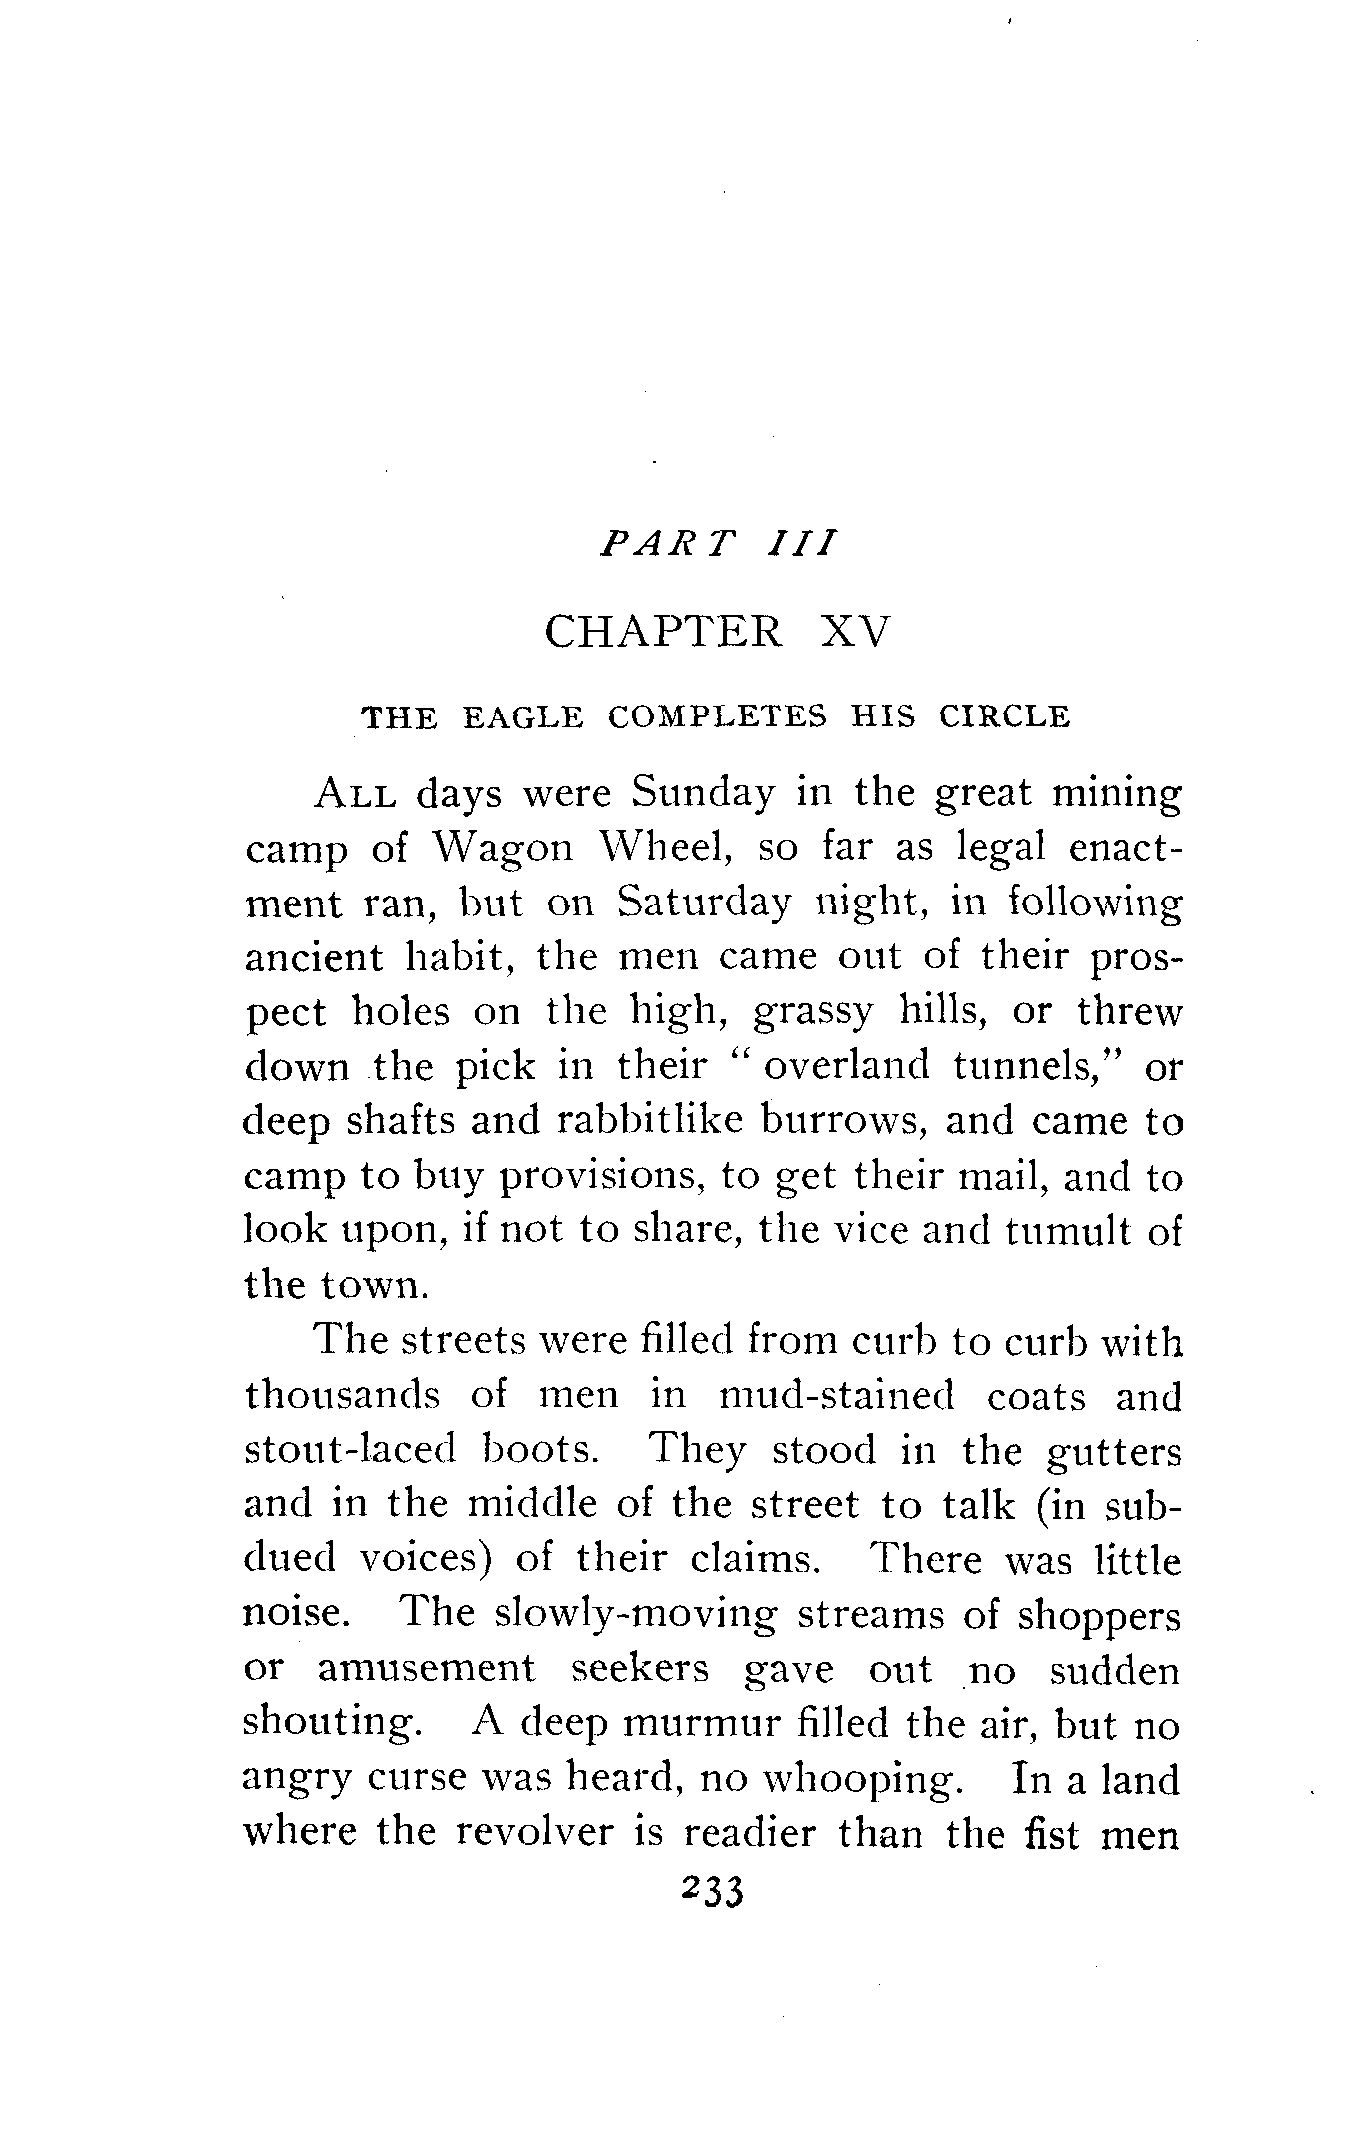 PART III
CHAPTER XV
THE EAGLE COMPLETES HIS CIRCLE
ALL days were Sunday in the great mining
camp of Wagon Wheel, so far as legal enact-
ment ran, but on Saturday night, in following
ancient habit, the men came out of their pros-
pect holes on the high, grassy hills, or threw
down the pick in their “ overland tunnels,” or
deep shafts and rabbitlike burrows, and came to
camp to buy provisions, to get their mail, and to
look upon, if not to share, the vice and tumult of
the town.
The streets were filled from curb to curb with
thousands of men in mud-stained coats and
stout-laced boots. They stood in the gutters
and in the middle of the street to talk (in sub-
dued voices) of their claims. There was little
noise. The slowly-moving streams of shoppers
or amusement seekers gave out no sudden
shouting. A deep murmur filled the air, but no
angry curse was heard, no whooping. In a land
where the revolver is readier than the fist men
233